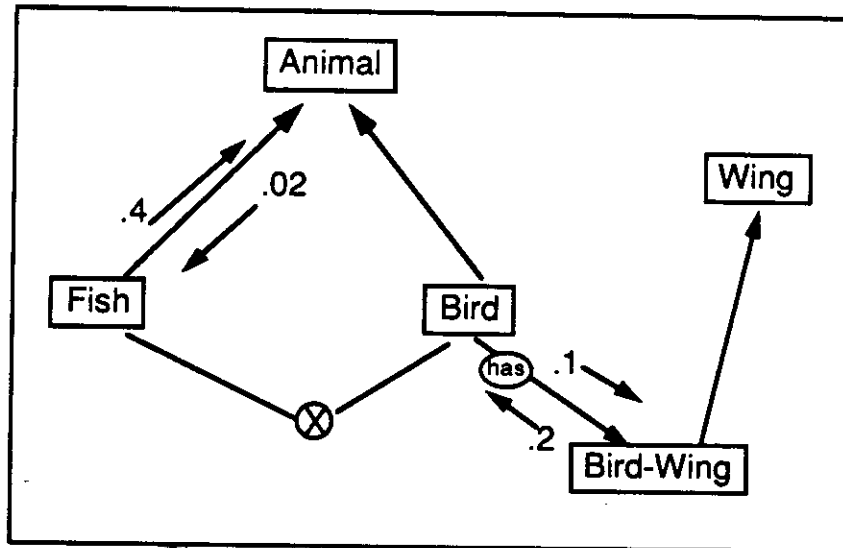 Animal
Wing
.02
.4
Fish
Bird
has
.1
.2
X
Bird-Wing